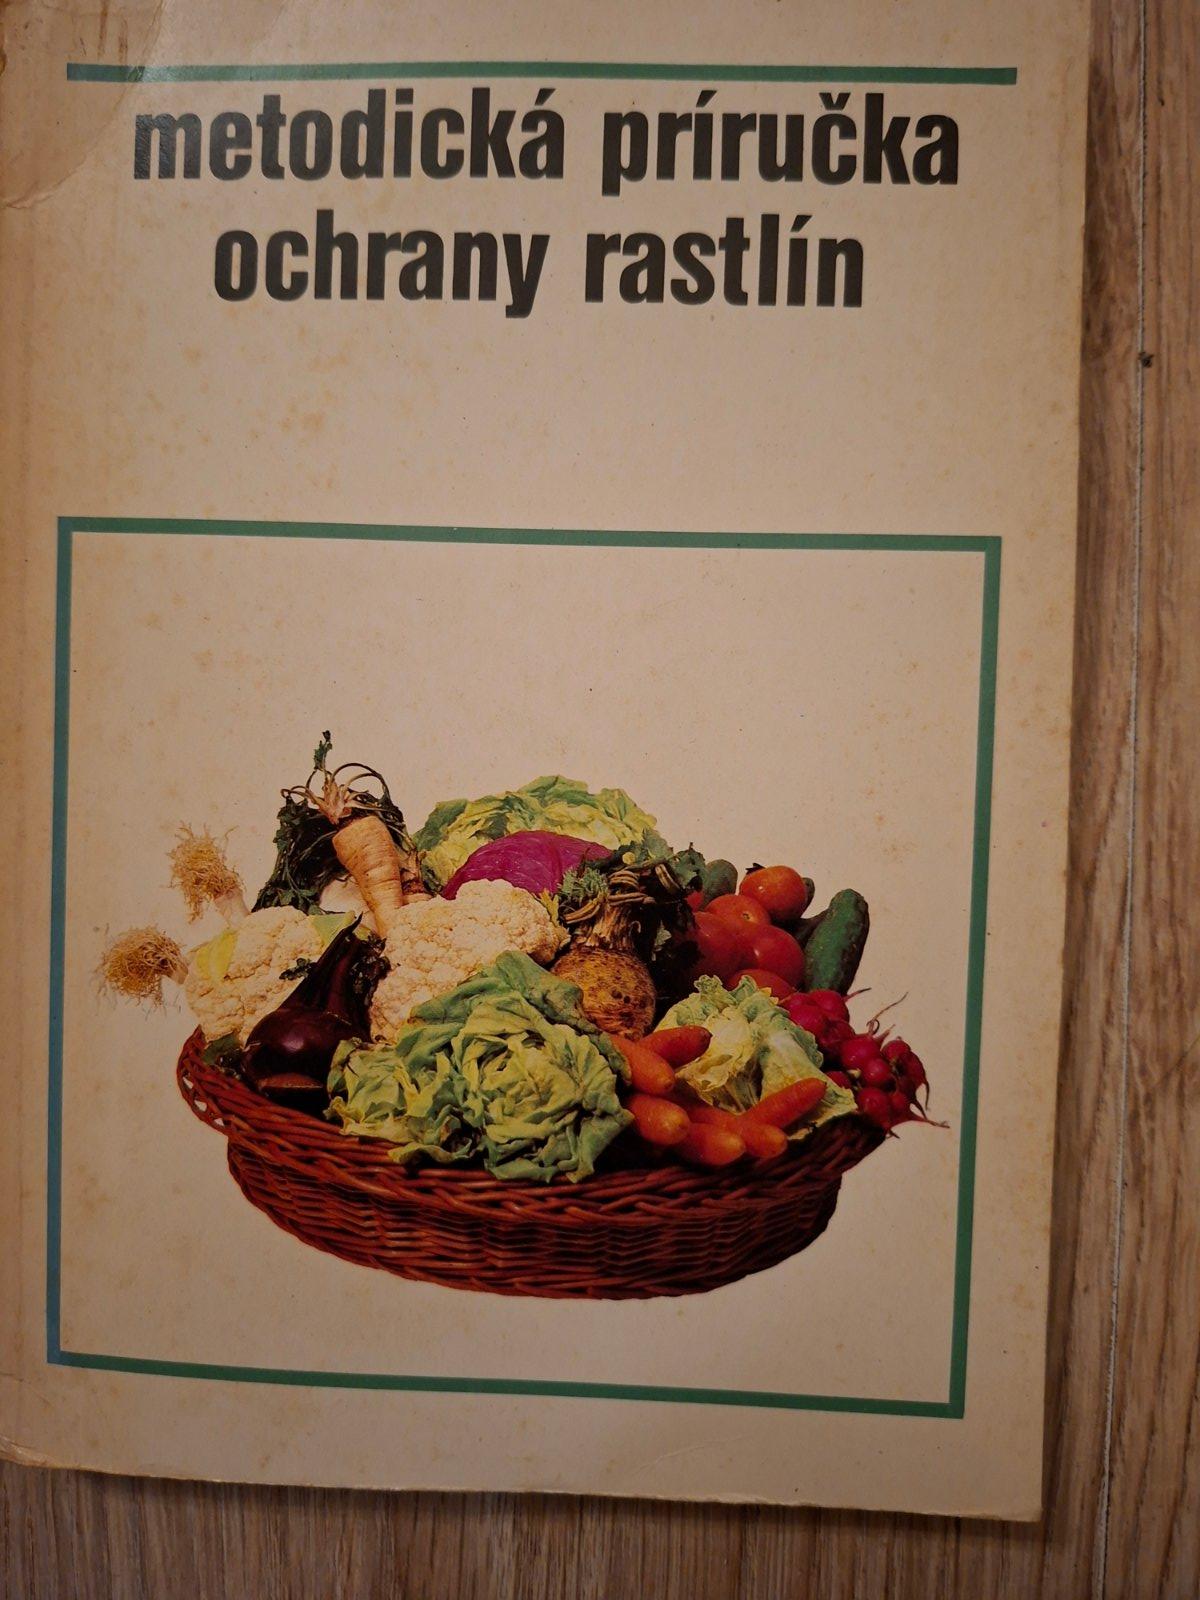 metodická príručka
ochrany rastlín